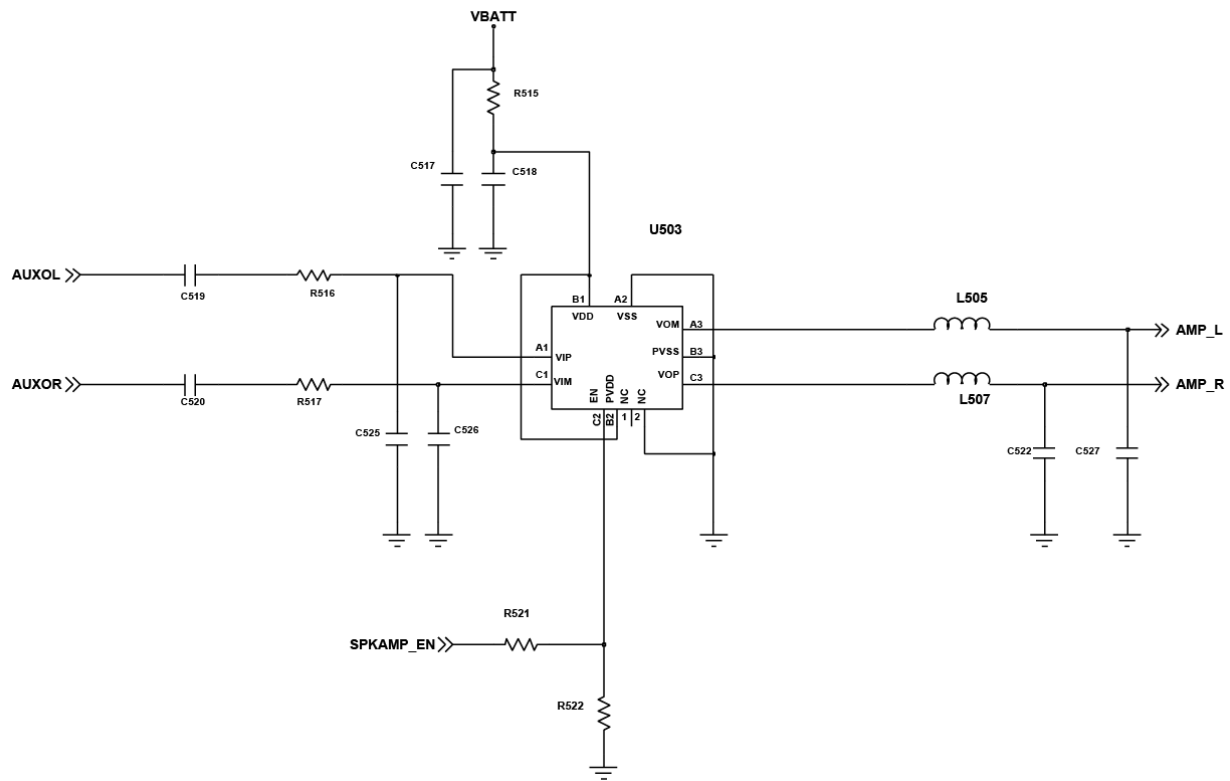 VBATT
R515
C517
C518
U503
AUXOL
C519
R516
B1
A2
VDD
VSS
L505
VOM
A3
AMP_L
A1
VIP
PVSS
B3
AUXOR
C520
R517
C1
VIM
VOP
C3
L507
AMP_R
EN
PVDD
NC
NC
C2
B2
1
2
C525
C526
C522
C527
R521
SPKAMP_EN
R522